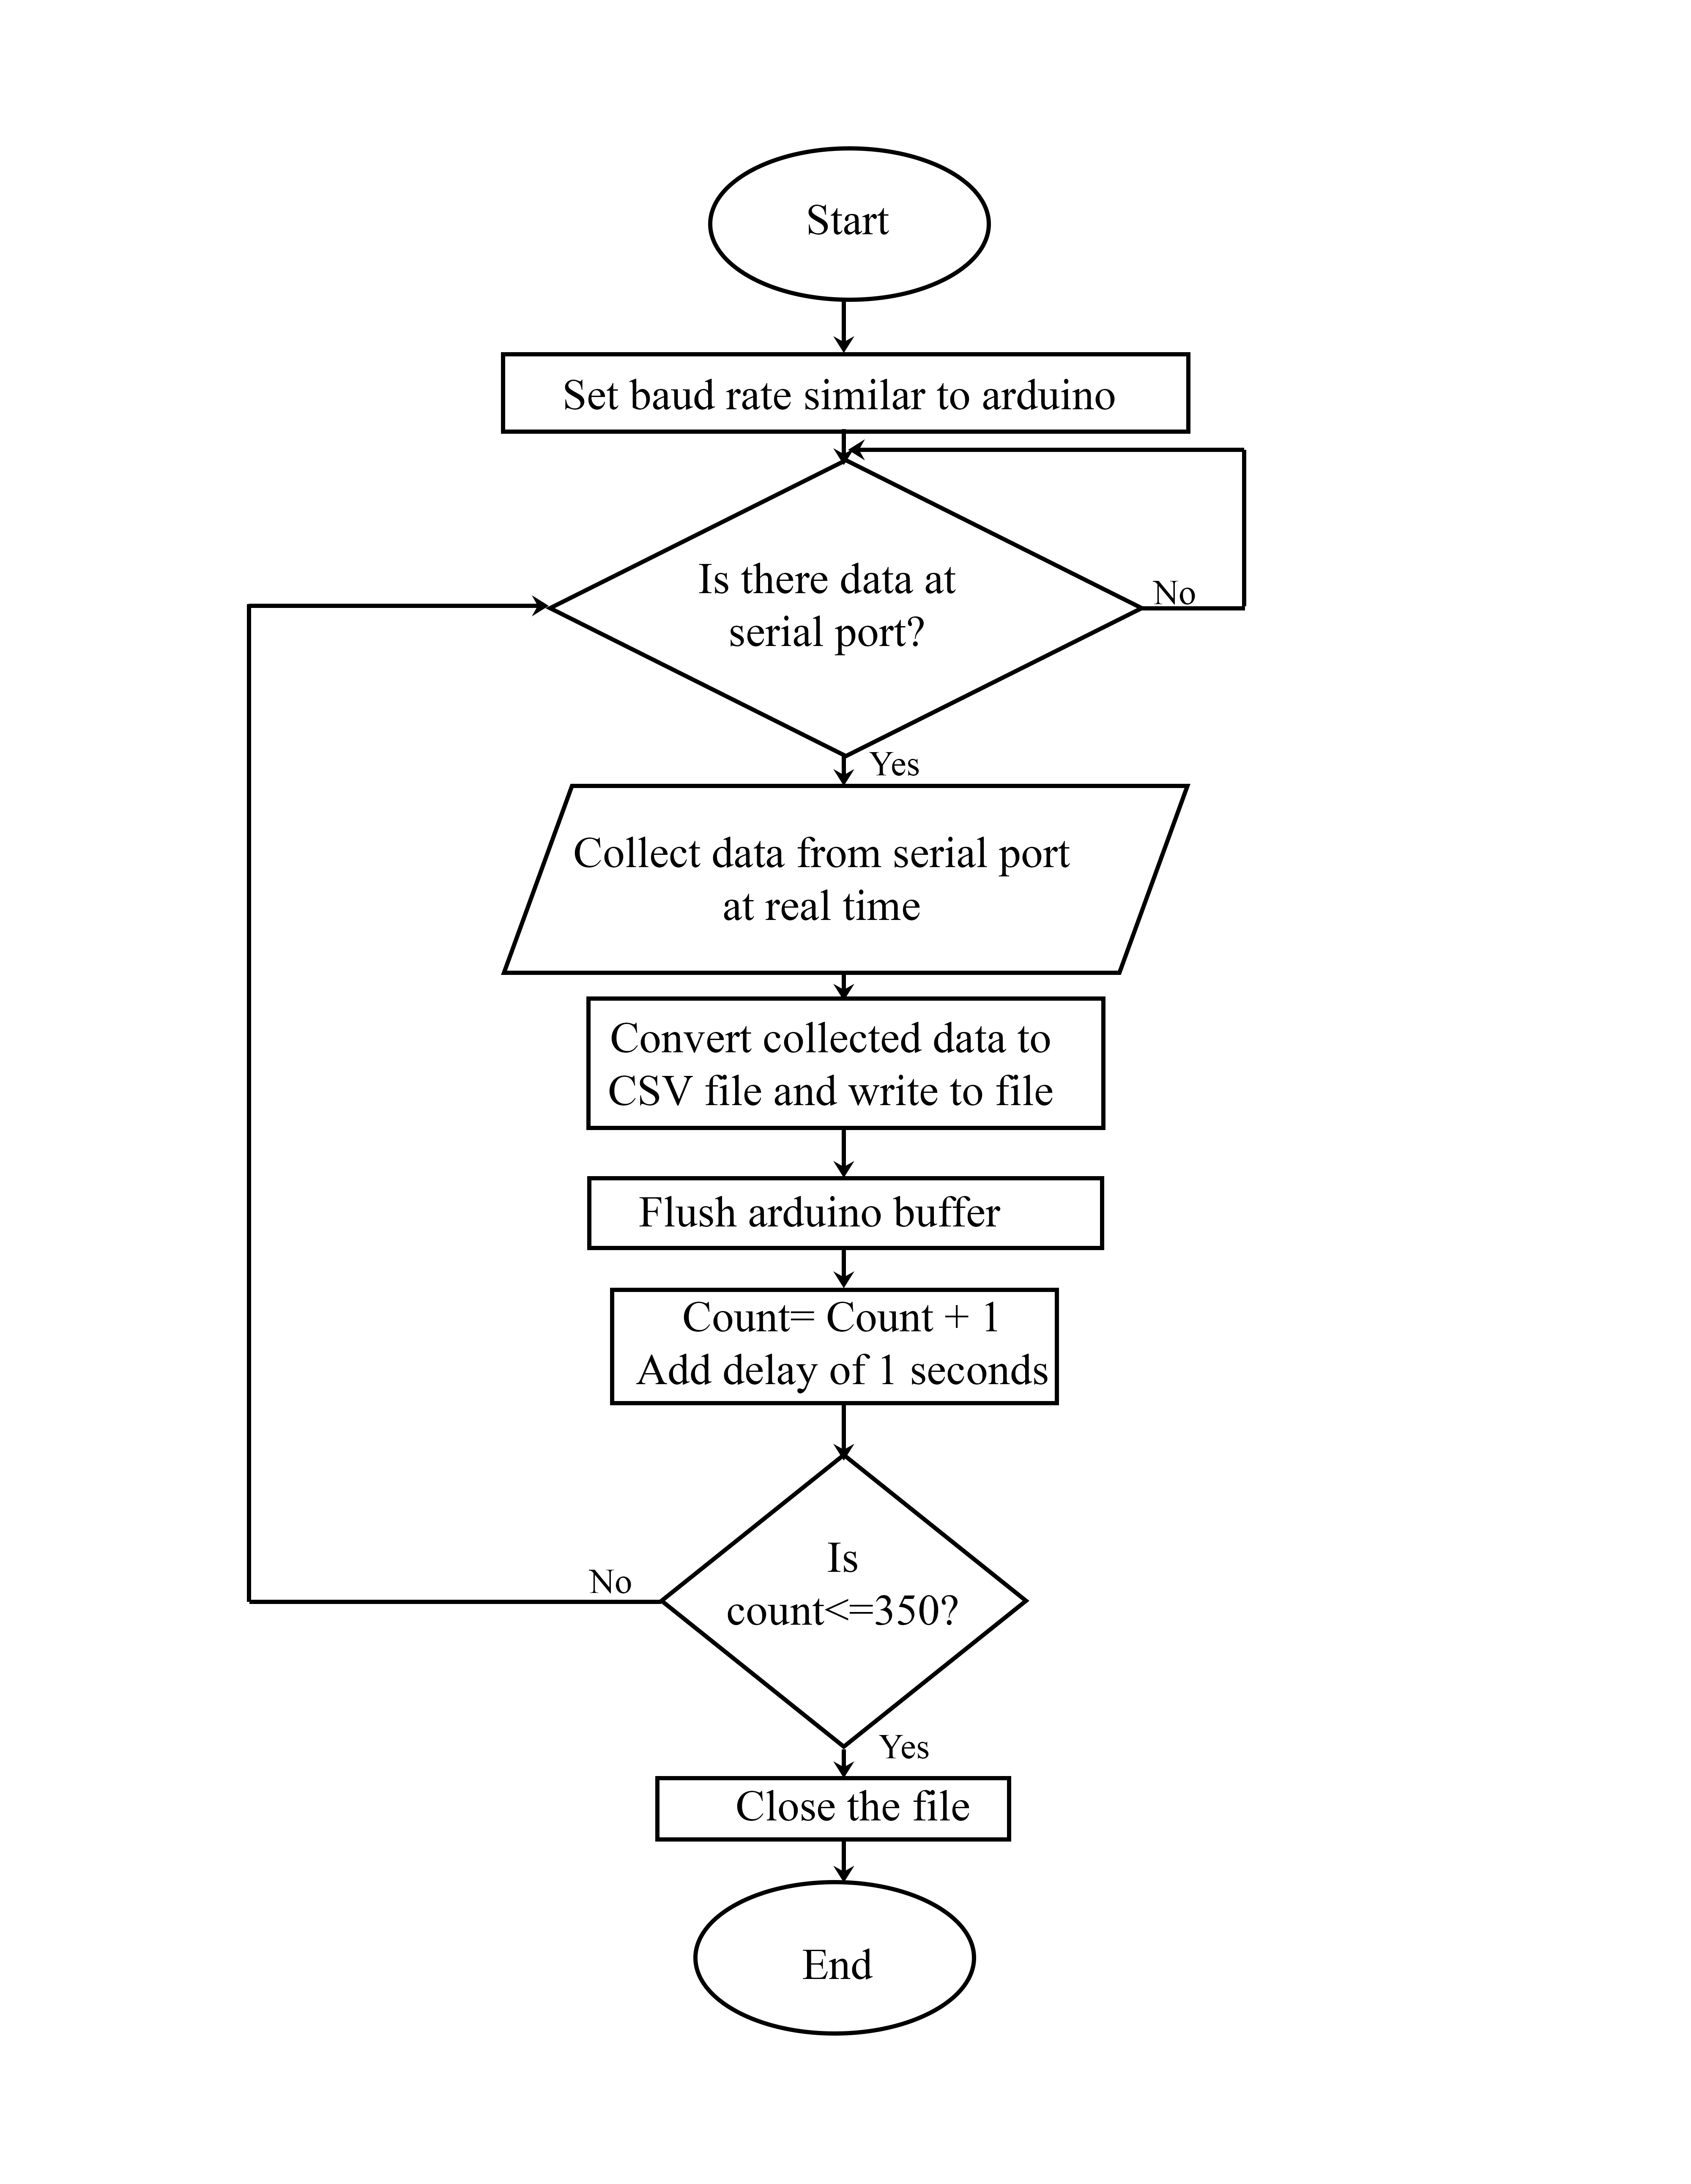 Start
Set baud rate similar to arduino
Is there data at
serial port?
No
Yes
Collect data from serial port
at real time
Convert collected data to
CSV file and write to file
Flush arduino buffer
Count= Count + 1
Add delay of 1 seconds
Is
count<=350?
No
Yes
Close the file
End